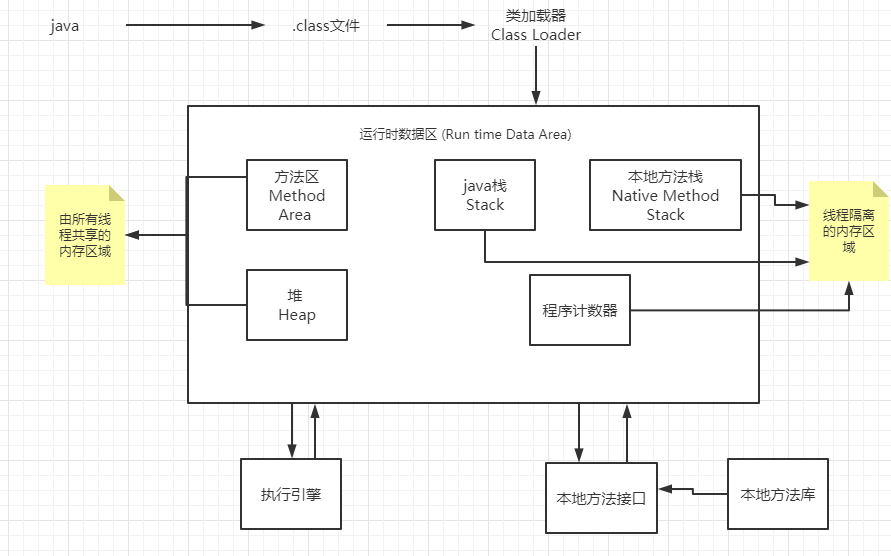 java
.class文件
类加载器
Class Loader
运行时数据区 (Run time Data Area)
方法区
Method
Area
java栈
Stack
本地方法栈
Native Method
Stack
由所有线
程共享的
内存区域
线程隔离
的内存区
域
堆
Heap
程序计数器
执行引擎
本地方法接口
本地方法库